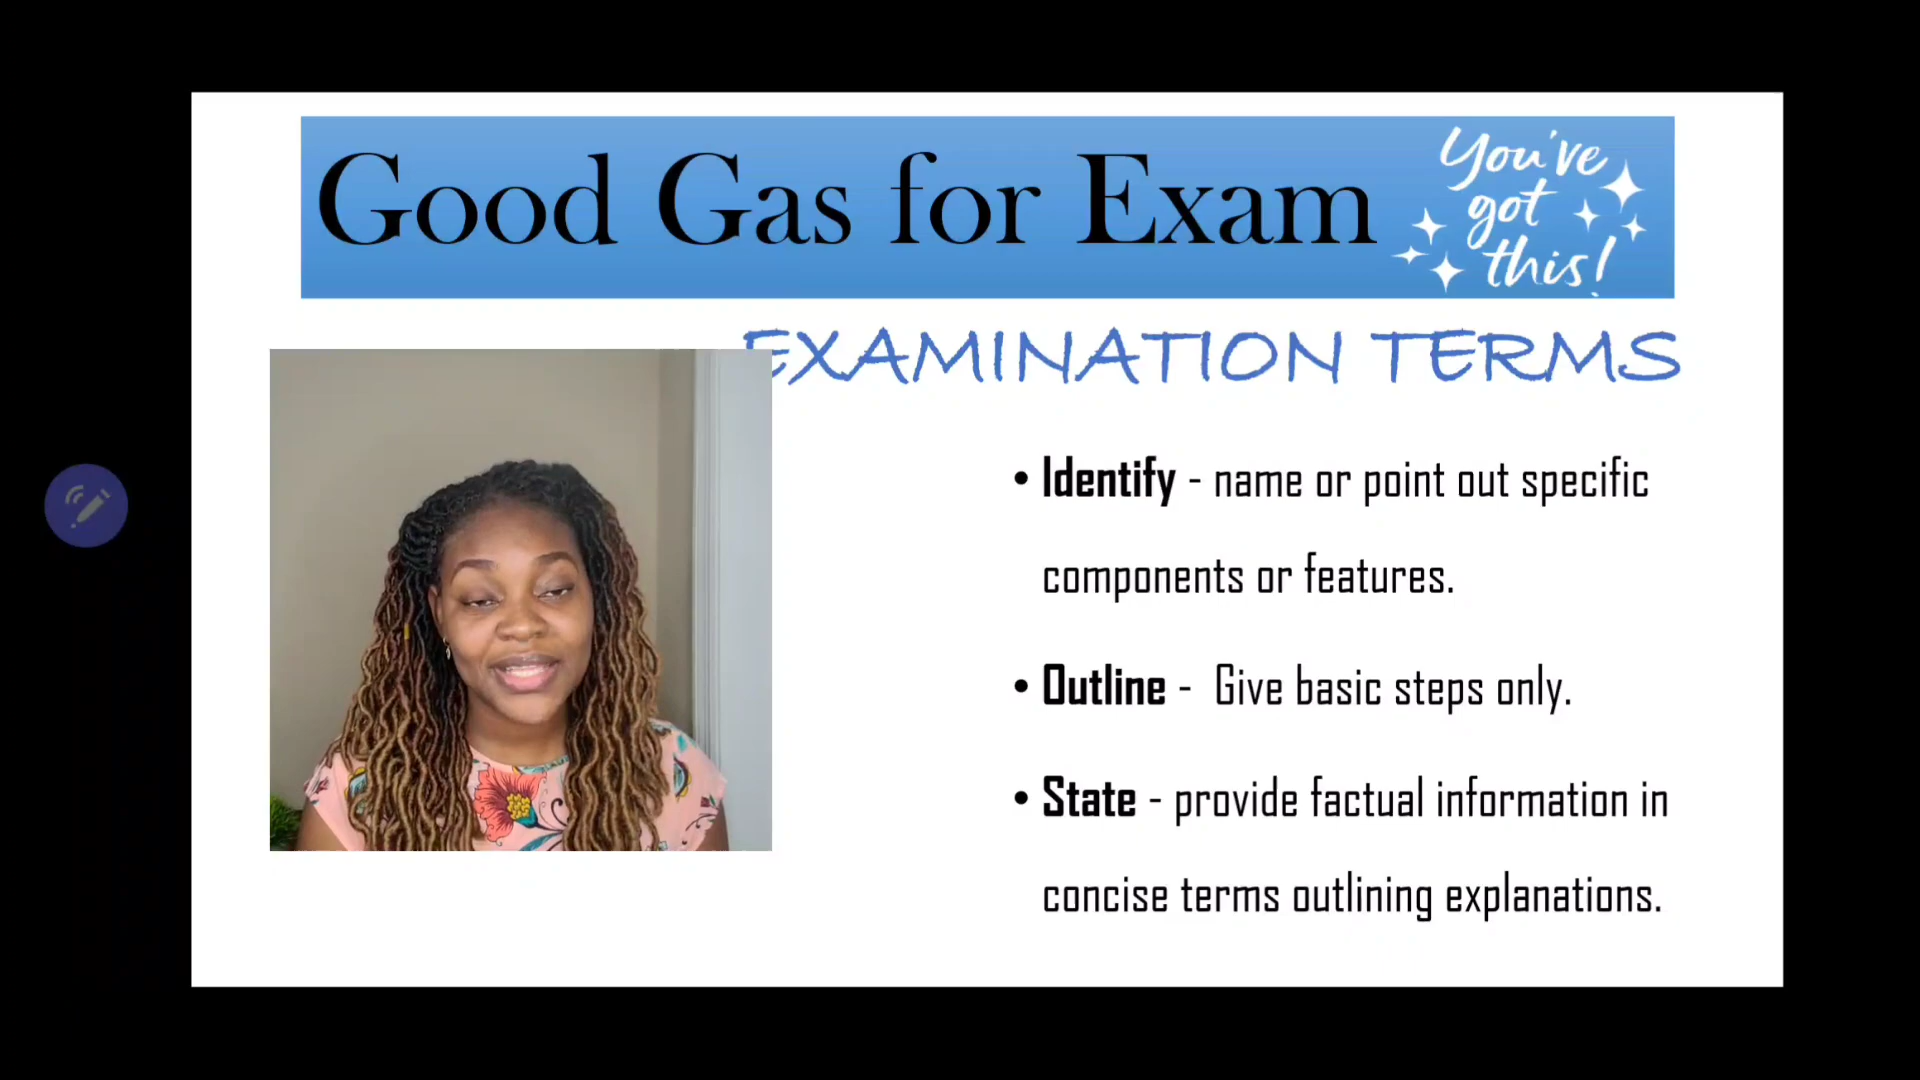 Good Gas for Exam
You've
got
this!
EXAMINATION TERMS
• Identify - name or point out specific
components or features.
• Outline - Give basic steps only.
• State - provide factual information in
concise terms outlining explanations.